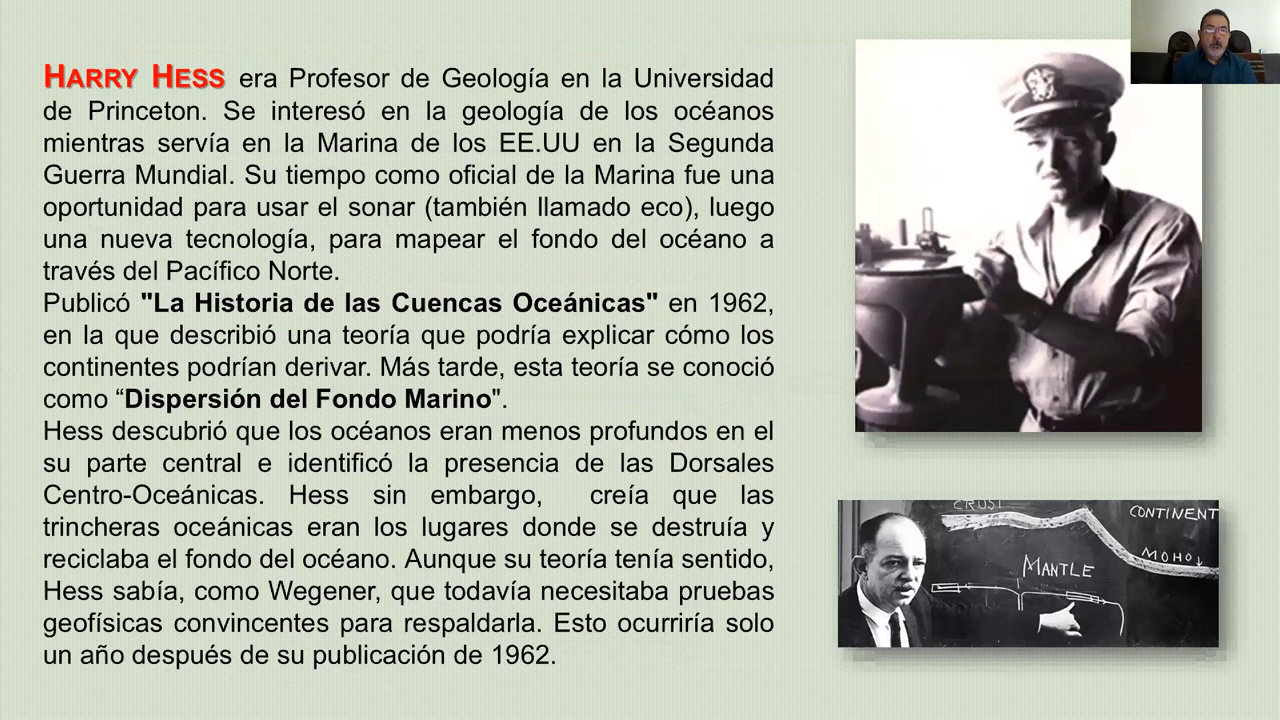 HARRY HESS era Profesor de Geología en la Universidad
de Princeton. Se interesó en la geología de los océanos
mientras servía en la Marina de los EE.UU en la Segunda
Guerra Mundial. Su tiempo como oficial de la Marina fue una
oportunidad para usar el sonar (también llamado eco), luego
una nueva tecnología, para mapear el fondo del océano a
través del Pacífico Norte.
Publicó "La Historia de las Cuencas Oceánicas" en 1962,
en la que describió una teoría que podría explicar cómo los
continentes podrían derivar. Más tarde, esta teoría se conoció
como “Dispersión del Fondo Marino".
Hess descubrió que los océanos eran menos profundos en el
su parte central e identificó la presencia de las Dorsales
Centro-Oceánicas. Hess sin embargo, creía que las
trincheras oceánicas eran los lugares donde se destruía y
reciclaba el fondo del océano. Aunque su teoría tenía sentido,
Hess sabía, como Wegener, que todavía necesitaba pruebas
geofísicas convincentes para respaldarla. Esto ocurriría solo
un año después de su publicación de 1962.
CRUST
CONTINENT
MOHO
MANTLE